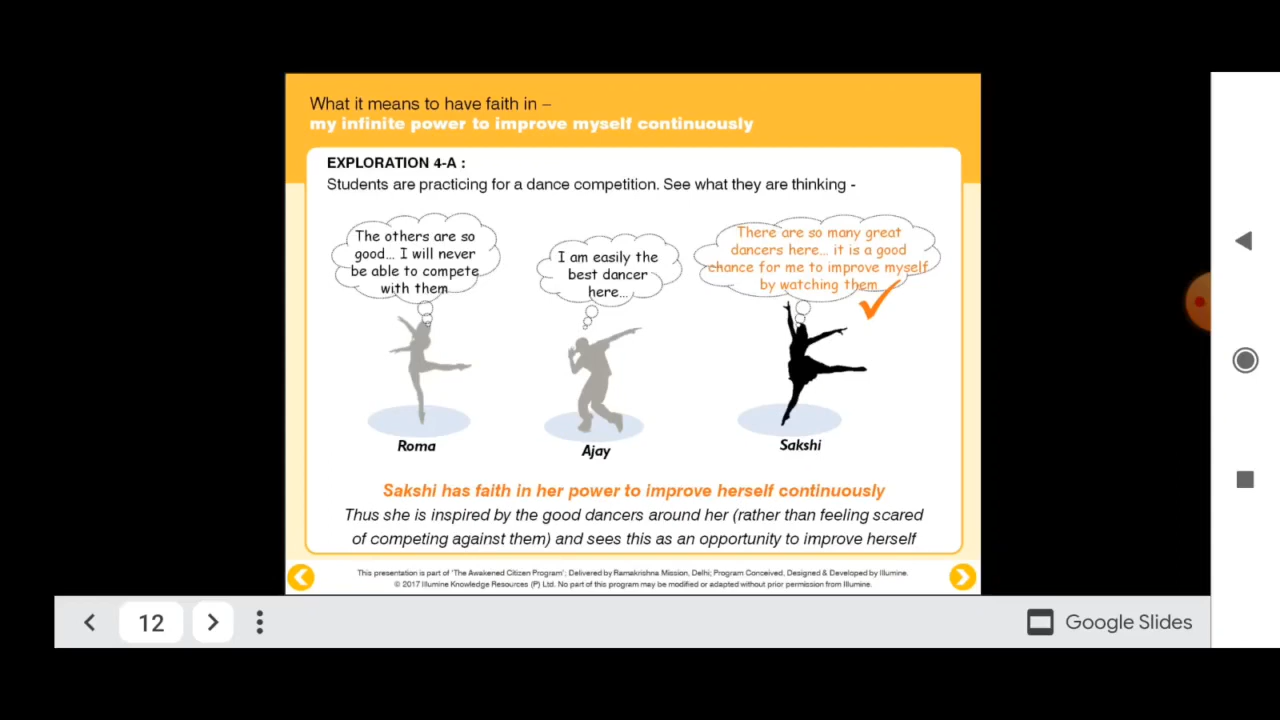 What it means to have faith in –
my infinite power to improve myself continuously
EXPLORATION 4-A :
Students are practicing for a dance competition. See what they are thinking -
The others are so
good... I will never
be able to compete
with them
I am easily the
best dancer
here...
There are so many great
dancers here... it is a good
chance for me to improve myself
by watching them
Roma
Ajay
Sakshi
Sakshi has faith in her power to improve herself continuously
Thus she is inspired by the good dancers around her (rather than feeling scared
of competing against them) and sees this as an opportunity to improve herself
This presentation is part of 'The Awakened Citizen Program'; Delivered by Ramakrishna Mission, Delhi; Program Conceived, Designed & Developed by Illumine.
© 2017 Illumine Knowledge Resources (P) Ltd. No part of this program may be modified or adapted without prior permission from Illumine.
12
Google Slides